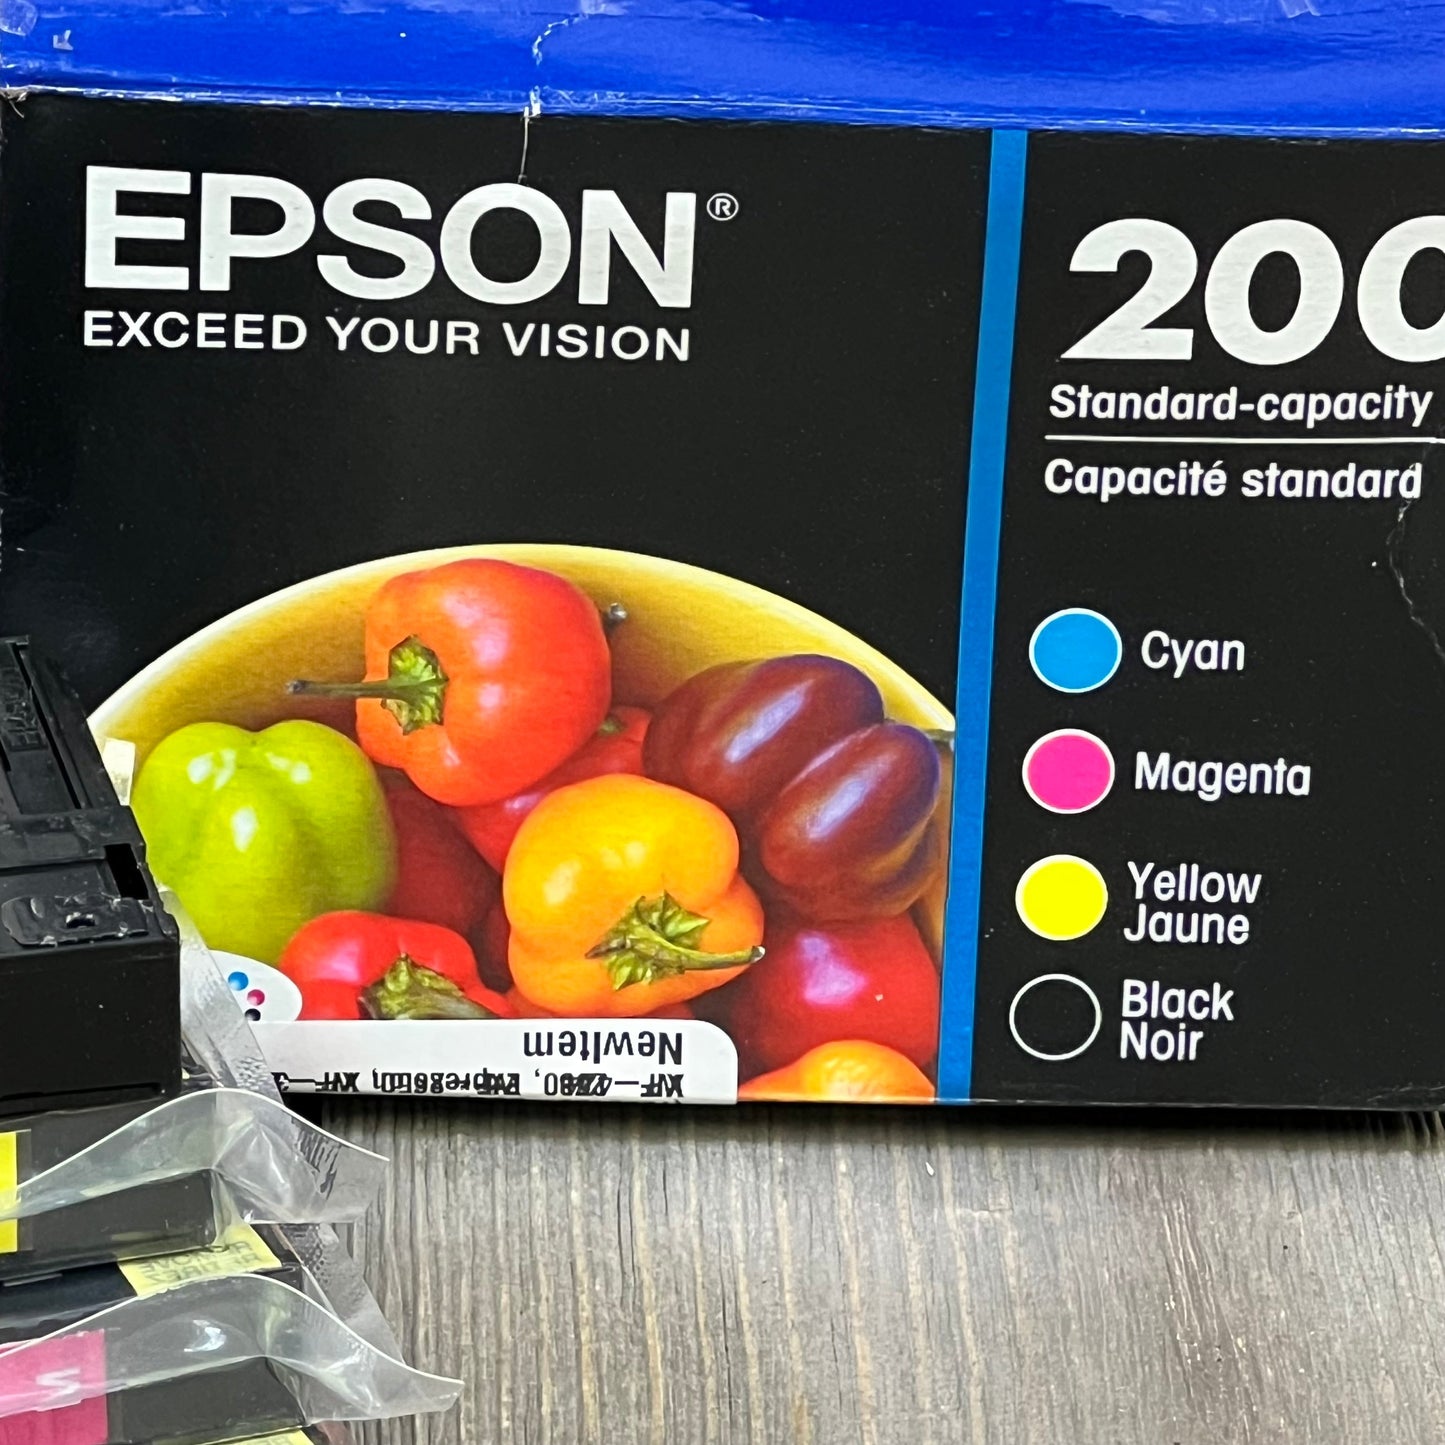 EPSON®
EXCEED YOUR VISION
200
Standard-capacity
Capacité standard
Cyan
Magenta
Yellow
Jaune
Black
Noir
NewItem